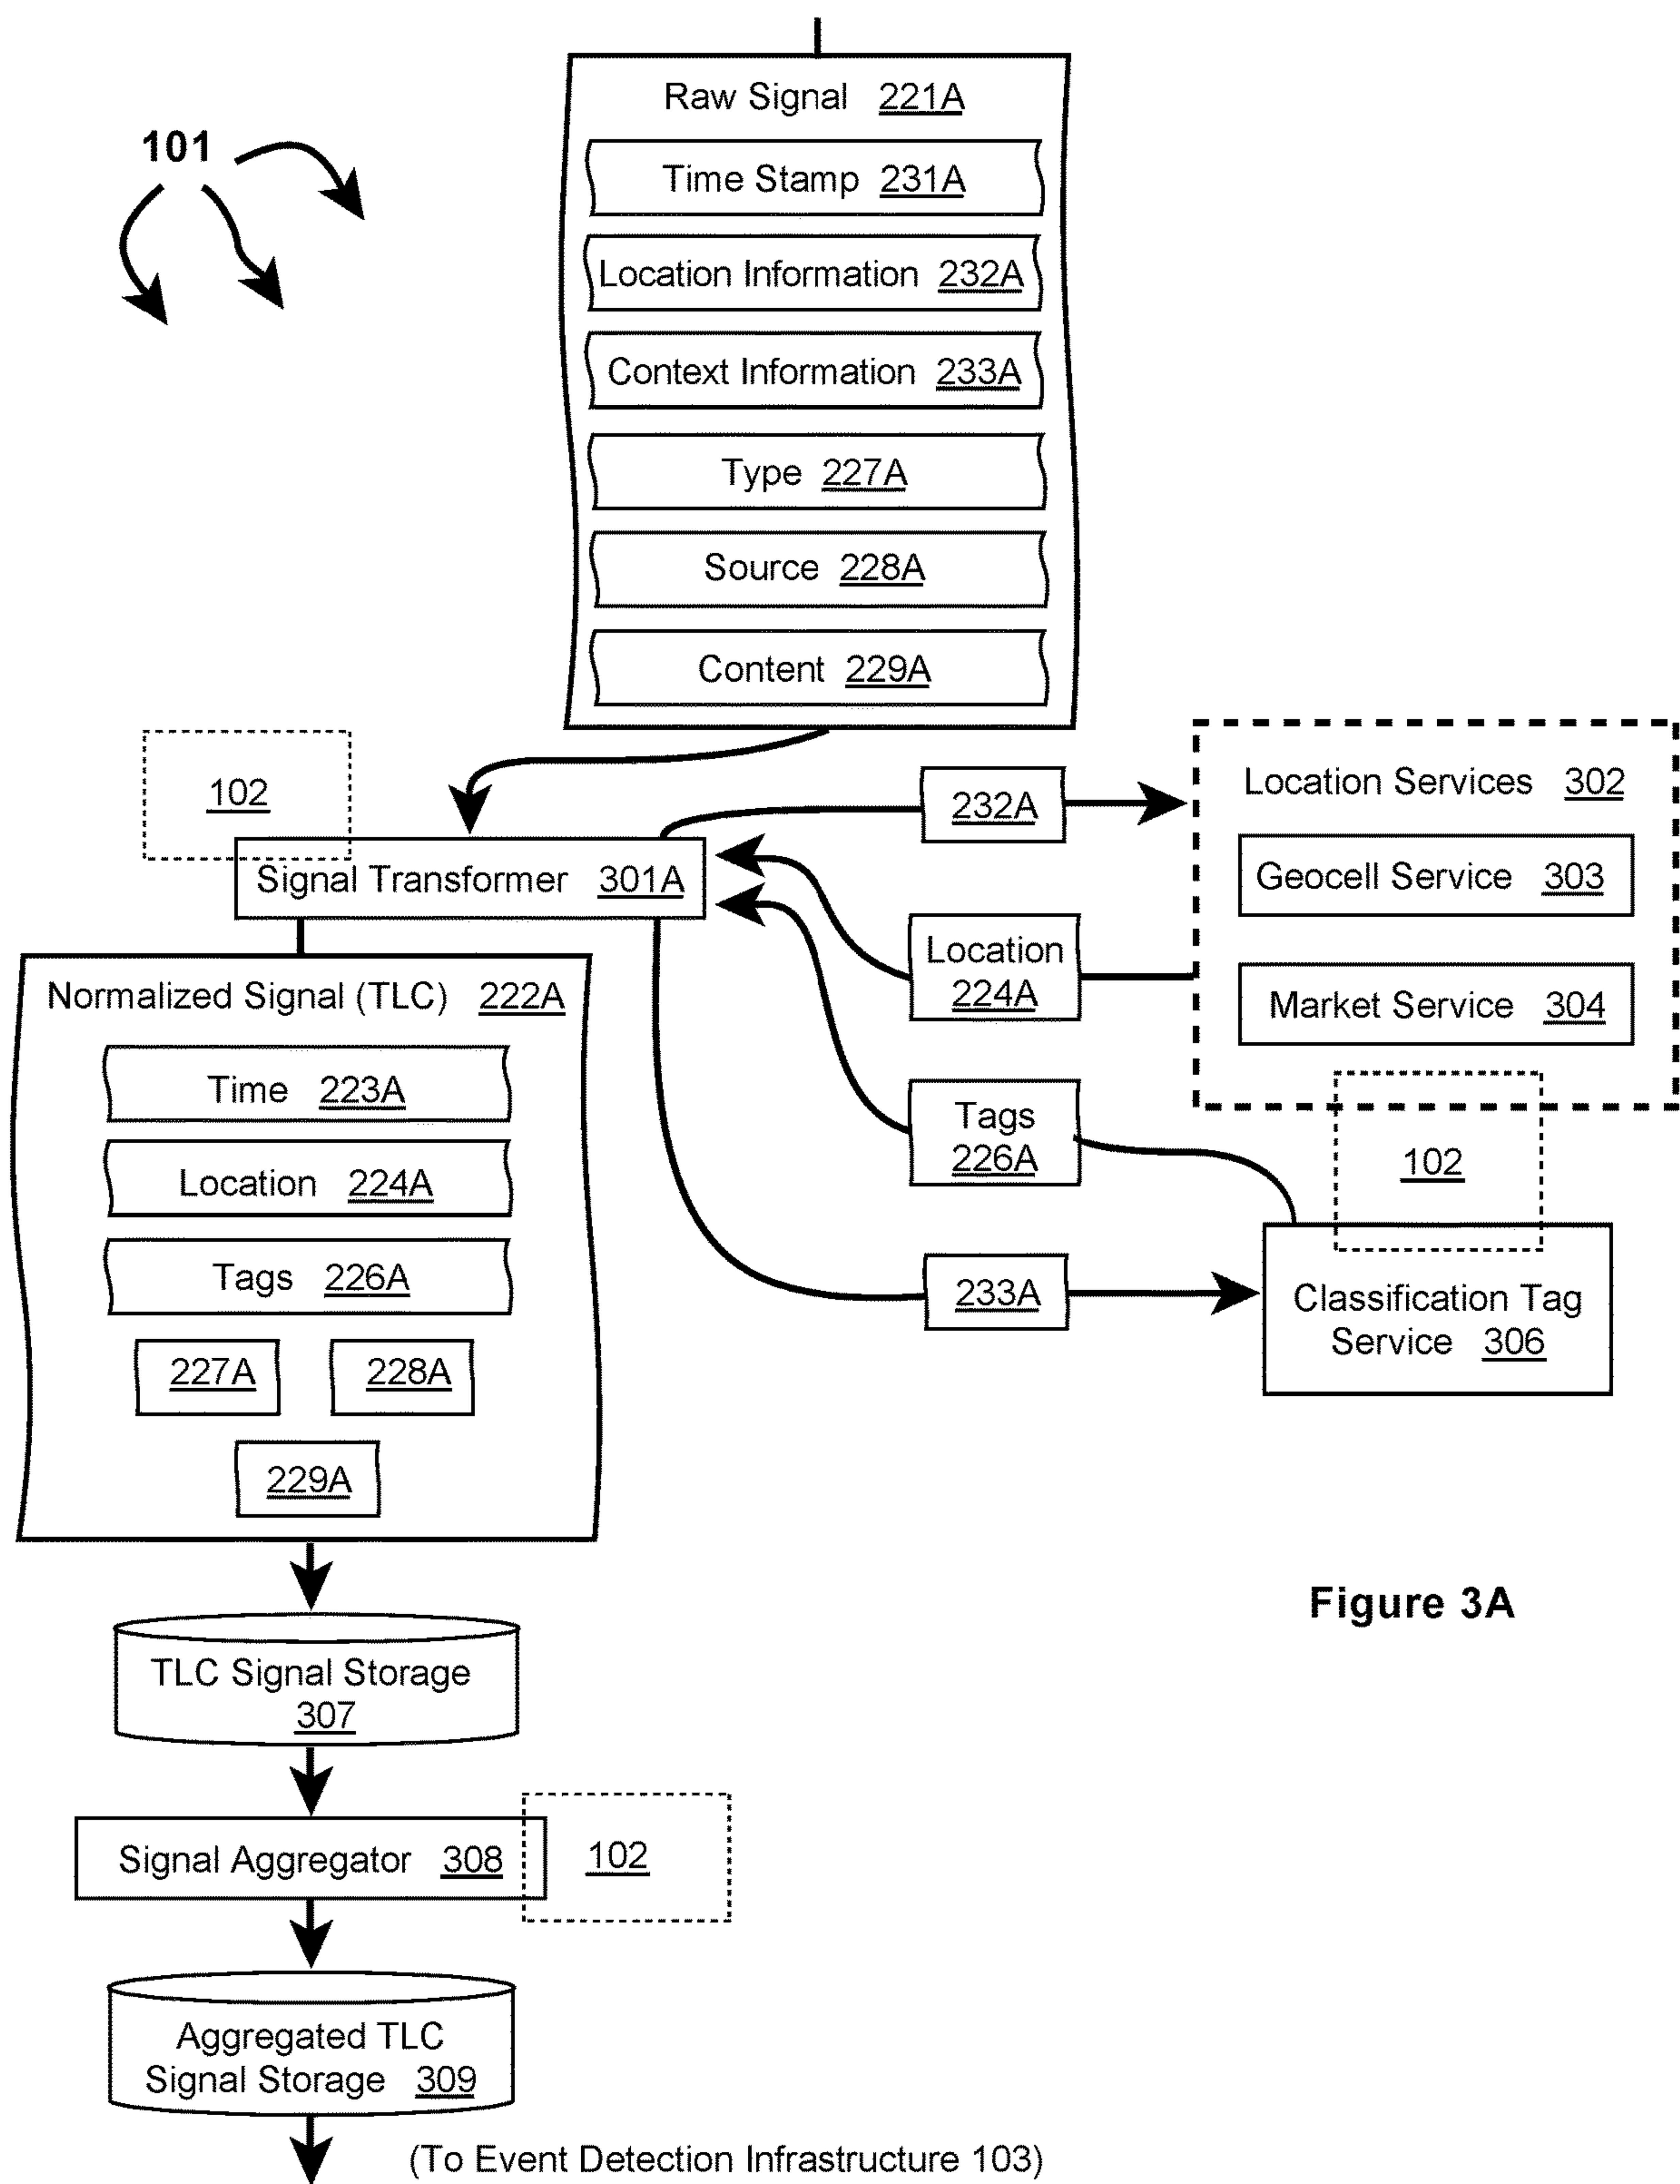 Raw Signal 221A
101
Time Stamp 231A
Location Information 232A
Context Information 233A
Type 227A
Source 228A
Content 229A
102
232A
Location Services 302
Signal Transformer 301A
Geocell Service 303
Location
224A
Market Service 304
Normalized Signal (TLC) 222A
Time 223A
Tags
226A
102
Location 224A
Tags 226A
233A
Classification Tag
Service 306
227A
228A
229A
Figure 3A
TLC Signal Storage
307
Signal Aggregator 308
102
Aggregated TLC
Signal Storage 309
(To Event Detection Infrastructure 103)